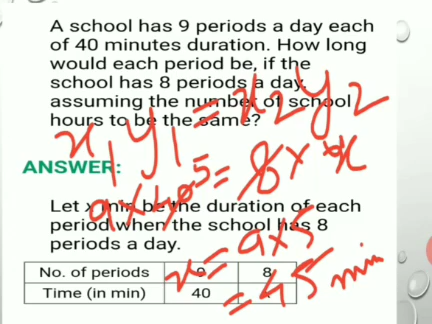 A school has 9 periods a day each
of 40 minutes duration. How long
would each period be, if the
school has 8 periods a day,
assuming the number of school
hours to be the same?
x₁y₁ = x₂y₂
ANSWER:
9×40 5 = 8 × x
Let x min be the duration of each
period when the school has 8
periods a day.
x = 9×5
= 45 min
No. of periods 9 8
Time (in min) 40